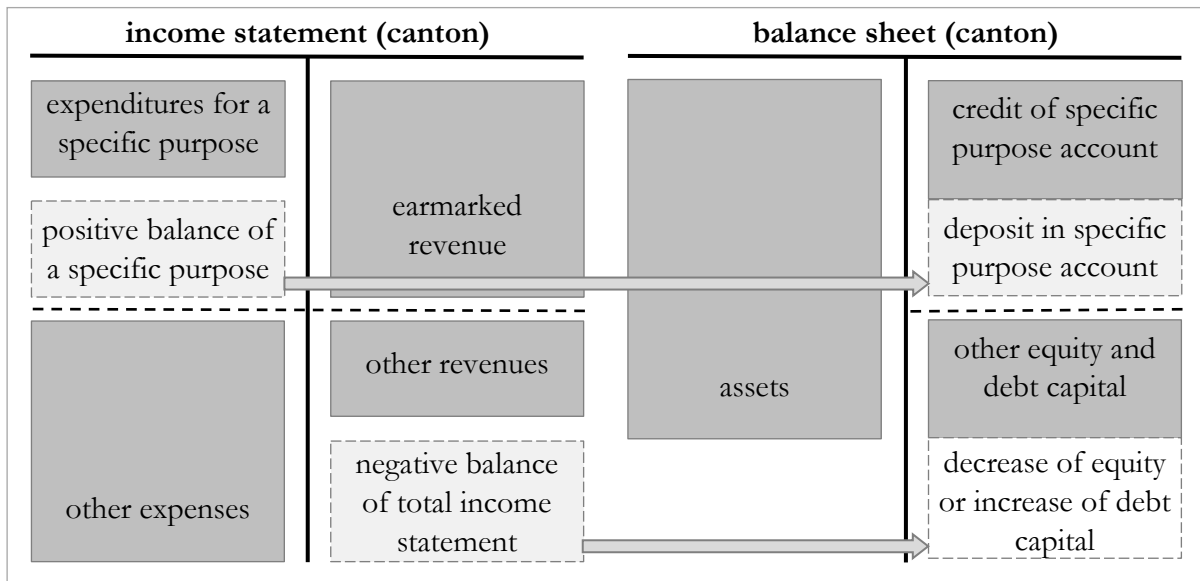 income statement (canton)
balance sheet (canton)
expenditures for a
specific purpose
positive balance of
a specific purpose
other expenses
earmarked
revenue
other revenues
negative balance
of total income
statement
assets
credit of specific
purpose account
deposit in specific
purpose account
other equity and
debt capital
decrease of equity
or increase of debt
capital